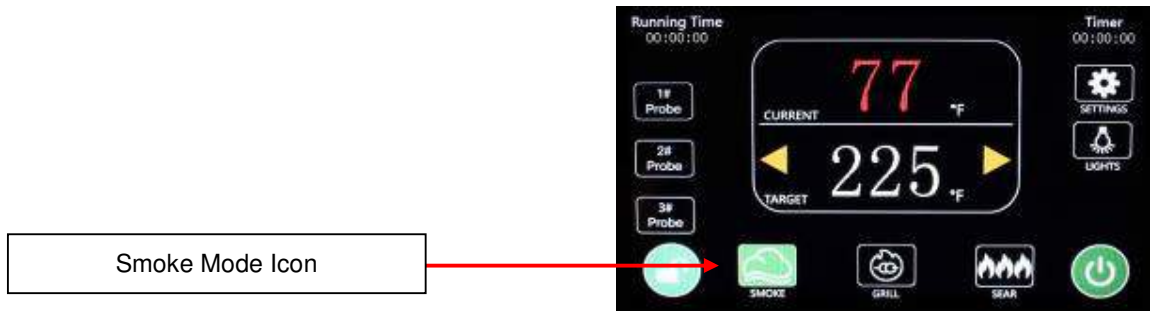 Running Time
00:00:00
Timer
00:00:00
1#
Probe
2#
Probe
3#
Probe
77 °F
CURRENT
225 °F
TARGET
SETTINGS
LIGHTS
Smoke Mode Icon
SMOKE
GRILL
SEAR